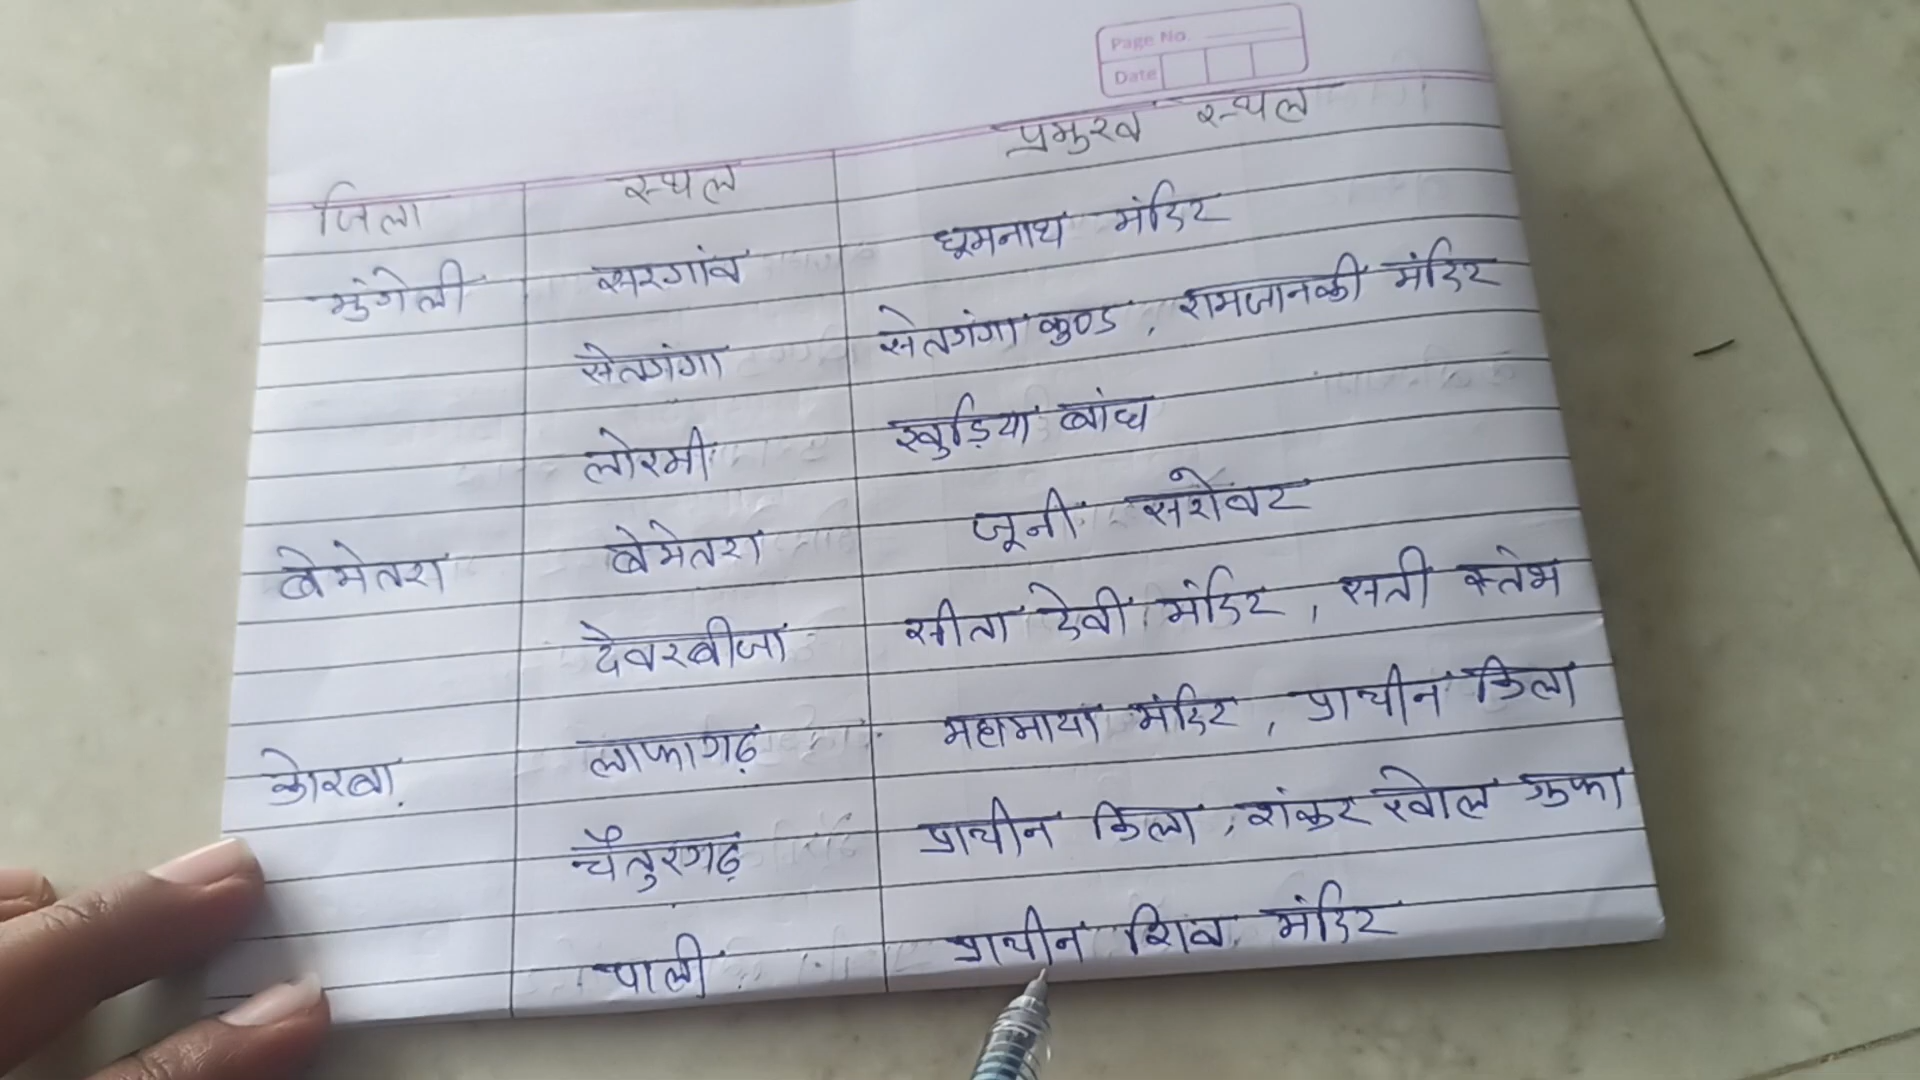 Page No.
Date
जिला स्थल प्रमुख स्थल
मुंगेली सरगांव धूमनाथ मंदिर
सेतगंगा सेतगंगा कुण्ड, रामजानकी मंदिर
लोरमी खुड़िया बांध
बेमेतरा बेमेतरा जूनी सरोवर
देवरबीजा सीता देवी मंदिर, सती स्तंभ
कोरबा लाफागढ़ महामाया मंदिर, प्राचीन किला
चैतुरगढ़ प्राचीन किला, शंकर खोल गुफा
पाली प्राचीन शिव मंदिर